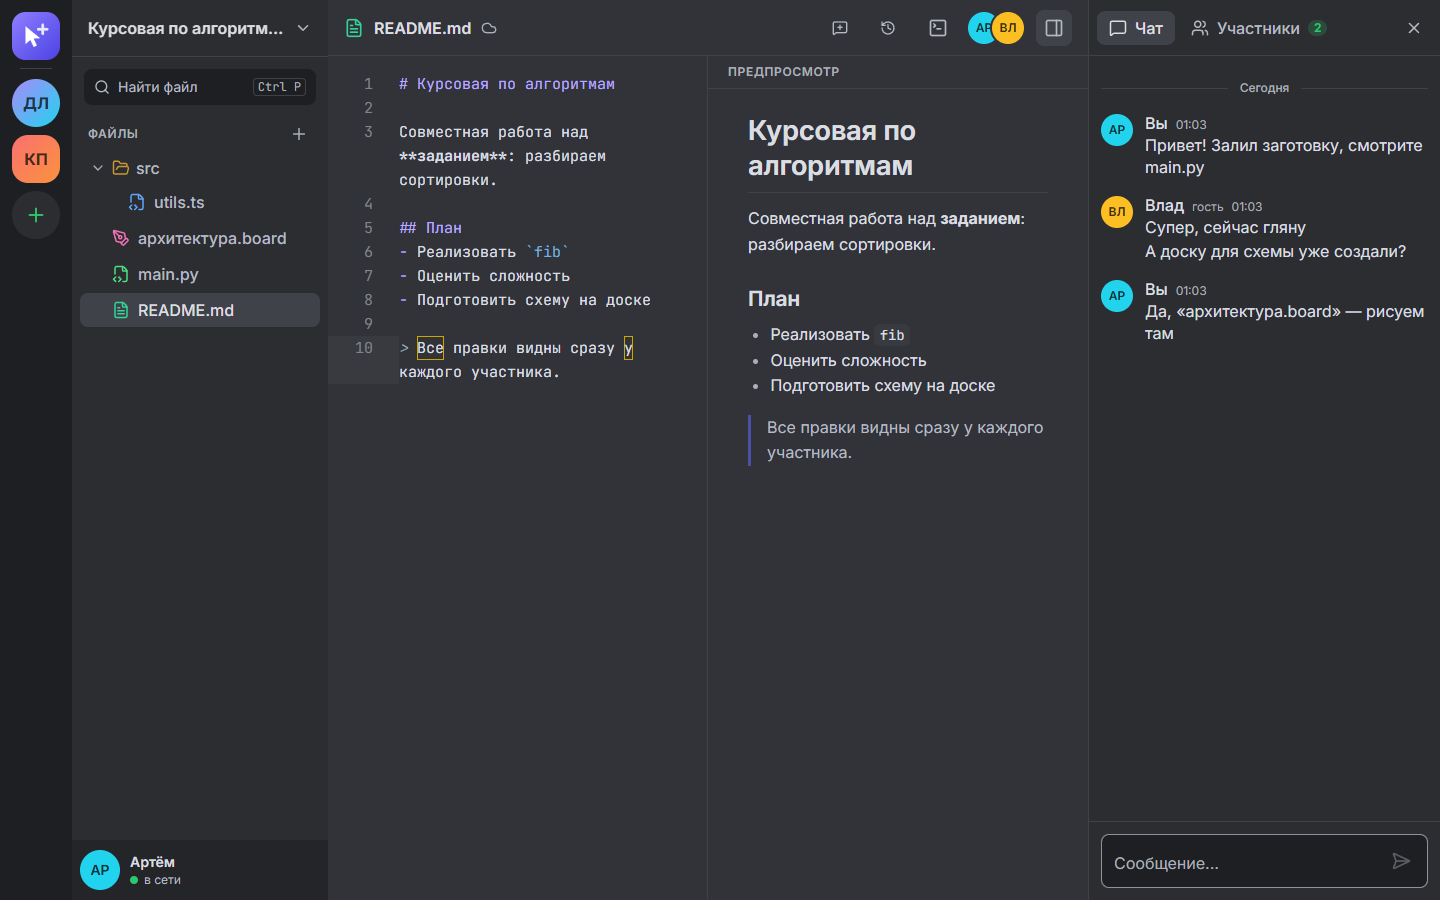 ДЛ
КП
Курсовая по алгоритм...
Найти файл Ctrl P
ФАЙЛЫ
src
utils.ts
архитектура.board
main.py
README.md
АР
Артём
в сети
README.md
АР ВЛ
1 # Курсовая по алгоритмам
2
3 Совместная работа над
**заданием**: разбираем
сортировки.
4
5 ## План
6 - Реализовать `fib`
7 - Оценить сложность
8 - Подготовить схему на доске
9
10 > Все правки видны сразу у
каждого участника.
ПРЕДПРОСМОТР
Курсовая по
алгоритмам
Совместная работа над заданием:
разбираем сортировки.
План
• Реализовать fib
• Оценить сложность
• Подготовить схему на доске
Все правки видны сразу у каждого
участника.
Чат
Участники 2
Сегодня
АР
Вы 01:03
Привет! Залил заготовку, смотрите
main.py
ВЛ
Влад гость 01:03
Супер, сейчас гляну
А доску для схемы уже создали?
АР
Вы 01:03
Да, «архитектура.board» — рисуем
там
Сообщение...